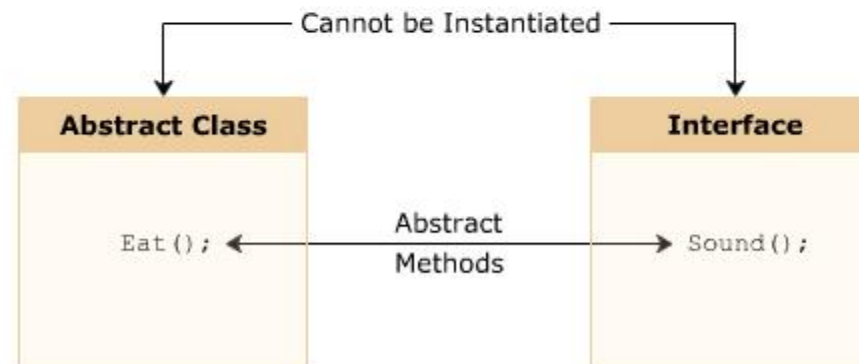 Cannot be Instantiated
Abstract Class
Interface
Eat();
Abstract
Methods
Sound();